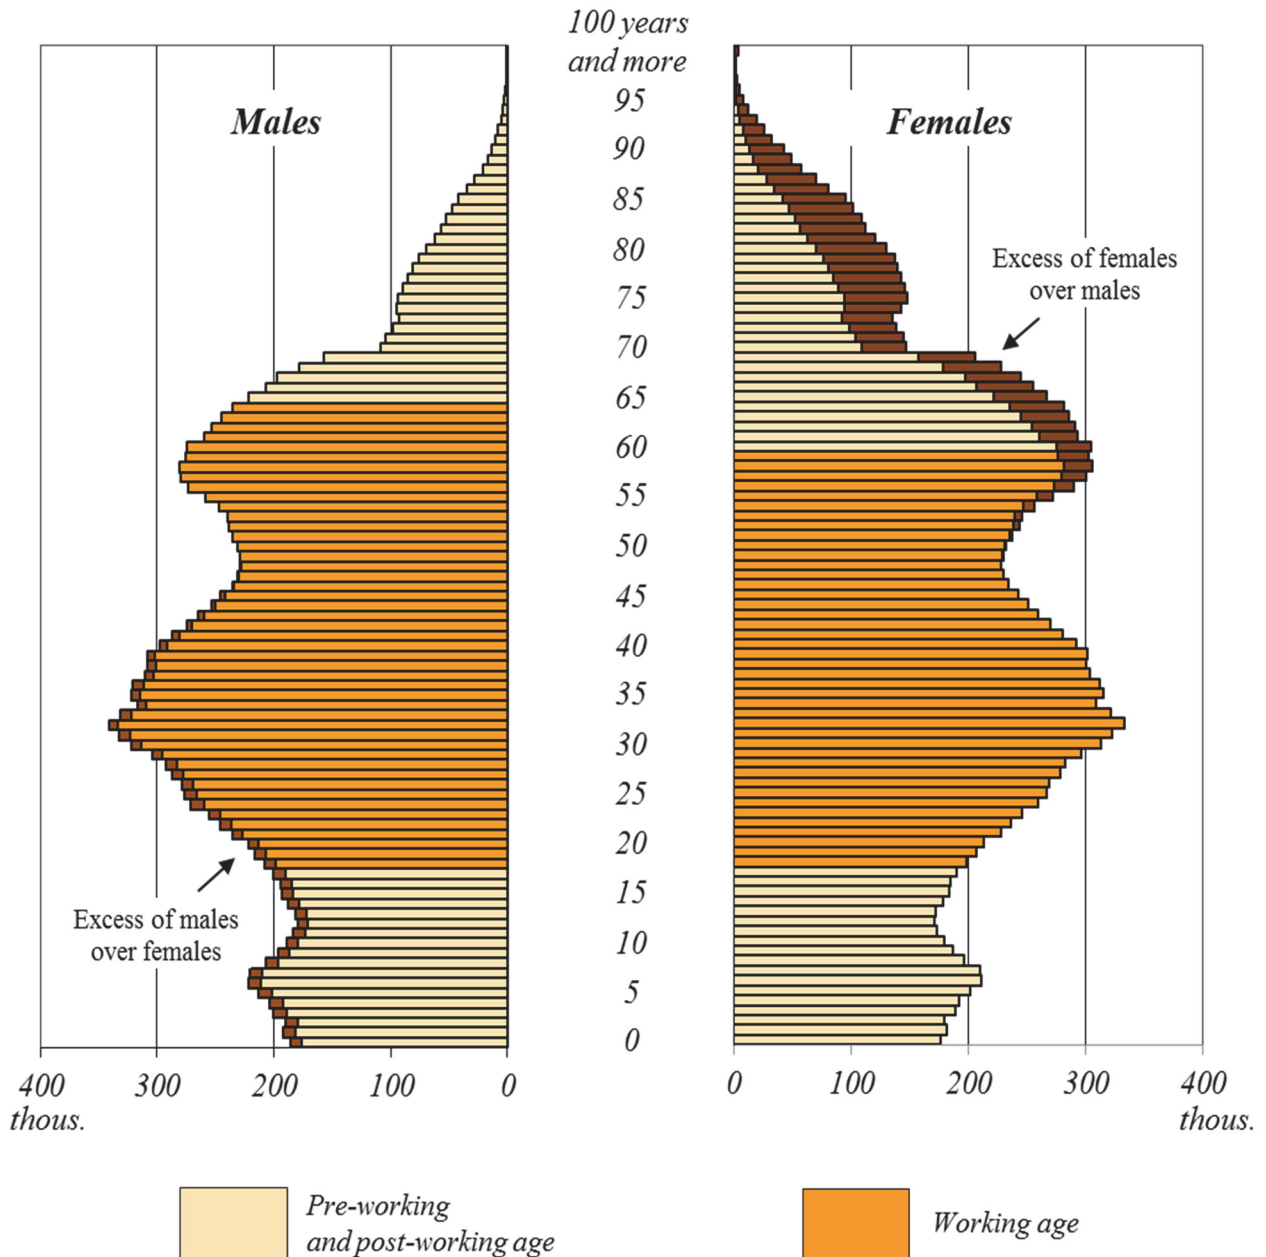 100 years
and more
Males
Females
95
90
85
80
75
70
65
60
55
50
45
40
35
30
25
20
15
10
5
0
Excess of females
over males
Excess of males
over females
400 300 200 100 0
thous.
0 100 200 300 400
thous.
Pre-working
and post-working age
Working age